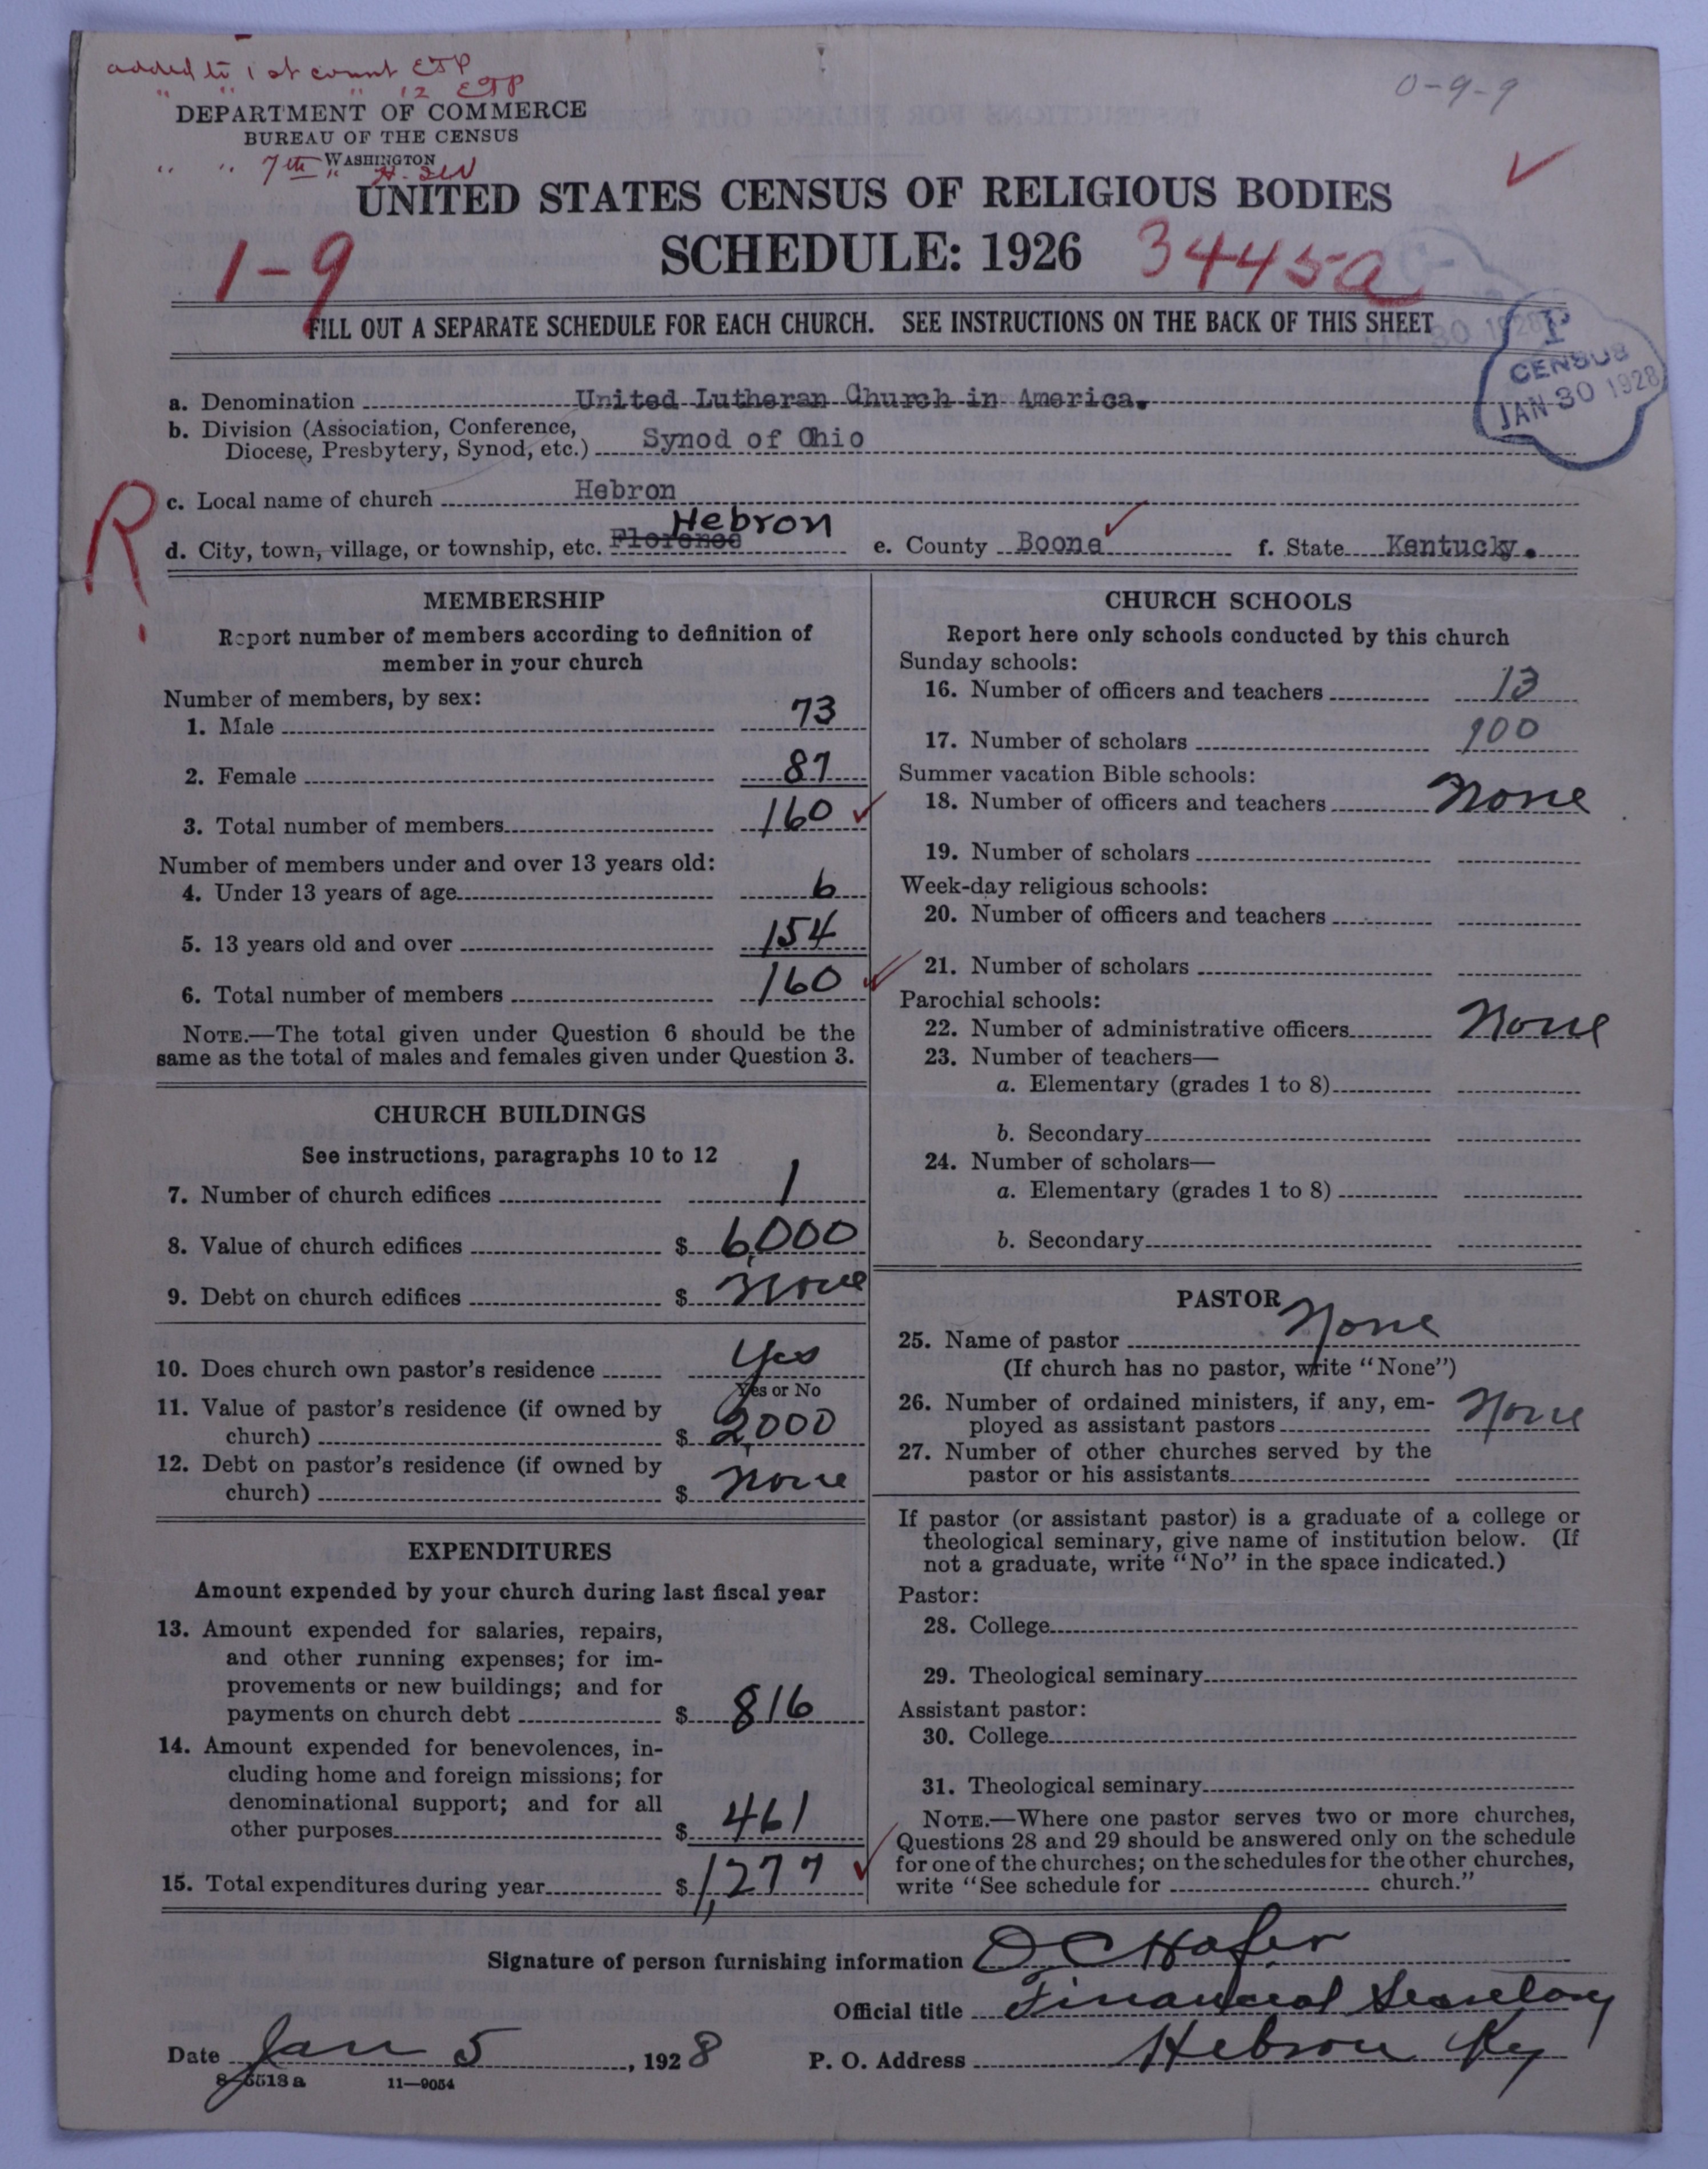 added to 1st count ETP
" " " 12 ETP
0-9-9
DEPARTMENT OF COMMERCE
BUREAU OF THE CENSUS
WASHINGTON
" " 7th "
UNITED STATES CENSUS OF RELIGIOUS BODIES
SCHEDULE: 1926
1-9
3445a
FILL OUT A SEPARATE SCHEDULE FOR EACH CHURCH. SEE INSTRUCTIONS ON THE BACK OF THIS SHEET
P
CENSUS
JAN 30 1928
a. Denomination United Lutheran Church in America.
b. Division (Association, Conference,
Diocese, Presbytery, Synod, etc.) Synod of Ohio
R
c. Local name of church Hebron
d. City, town, village, or township, etc. Florence Hebron e. County Boone f. State Kentucky.
MEMBERSHIP
Report number of members according to definition of
member in your church
Number of members, by sex:
1. Male 73
2. Female 87
3. Total number of members 160
Number of members under and over 13 years old:
4. Under 13 years of age 6
5. 13 years old and over 154
6. Total number of members 160
NOTE.—The total given under Question 6 should be the
same as the total of males and females given under Question 3.
CHURCH BUILDINGS
See instructions, paragraphs 10 to 12
7. Number of church edifices 1
8. Value of church edifices $ 6,000
9. Debt on church edifices $ None
10. Does church own pastor's residence Yes
Yes or No
11. Value of pastor's residence (if owned by
church) $ 2,000
12. Debt on pastor's residence (if owned by
church) $ None
EXPENDITURES
Amount expended by your church during last fiscal year
13. Amount expended for salaries, repairs,
and other running expenses; for im-
provements or new buildings; and for
payments on church debt $ 816
14. Amount expended for benevolences, in-
cluding home and foreign missions; for
denominational support; and for all
other purposes $ 461
15. Total expenditures during year $ 1,277
CHURCH SCHOOLS
Report here only schools conducted by this church
Sunday schools:
16. Number of officers and teachers 13
17. Number of scholars 100
Summer vacation Bible schools:
18. Number of officers and teachers None
19. Number of scholars
Week-day religious schools:
20. Number of officers and teachers
21. Number of scholars
Parochial schools:
22. Number of administrative officers None
23. Number of teachers—
a. Elementary (grades 1 to 8)
b. Secondary
24. Number of scholars—
a. Elementary (grades 1 to 8)
b. Secondary
PASTOR
25. Name of pastor None
(If church has no pastor, write "None")
26. Number of ordained ministers, if any, em-
ployed as assistant pastors None
27. Number of other churches served by the
pastor or his assistants
If pastor (or assistant pastor) is a graduate of a college or
theological seminary, give name of institution below. (If
not a graduate, write "No" in the space indicated.)
Pastor:
28. College
29. Theological seminary
Assistant pastor:
30. College
31. Theological seminary
NOTE.—Where one pastor serves two or more churches,
Questions 28 and 29 should be answered only on the schedule
for one of the churches; on the schedules for the other churches,
write "See schedule for church."
Signature of person furnishing information D C Hafer
Official title Financial Secretary
Date Jan 5, 1928 P. O. Address Hebron Ky
8-5518a 11-9054